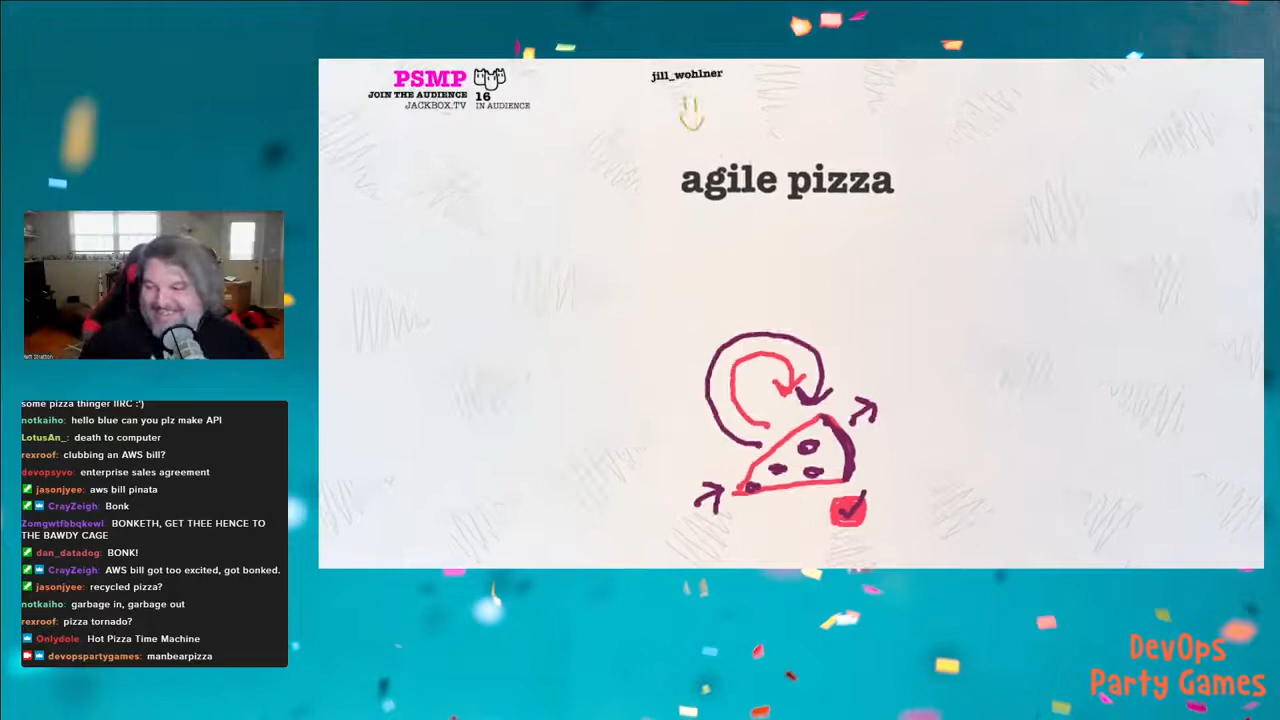 PSMP
JOIN THE AUDIENCE
JACKBOX.TV
16
IN AUDIENCE
jill_wohlner
agile pizza
some pizza thinger IIRC :')
notkaiho: hello blue can you plz make API
LotusAn_: death to computer
rexroof: clubbing an AWS bill?
devopsyvo: enterprise sales agreement
jasonjyee: aws bill pinata
CrayZeigh: Bonk
Zomgwtfbbqkewl: BONKETH, GET THEE HENCE TO
THE BAWDY CAGE
dan_datadog: BONK!
CrayZeigh: AWS bill got too excited, got bonked.
jasonjyee: recycled pizza?
notkaiho: garbage in, garbage out
rexroof: pizza tornado?
Onlydole: Hot Pizza Time Machine
devopspartygames: manbearpizza
DevOps
Party Games